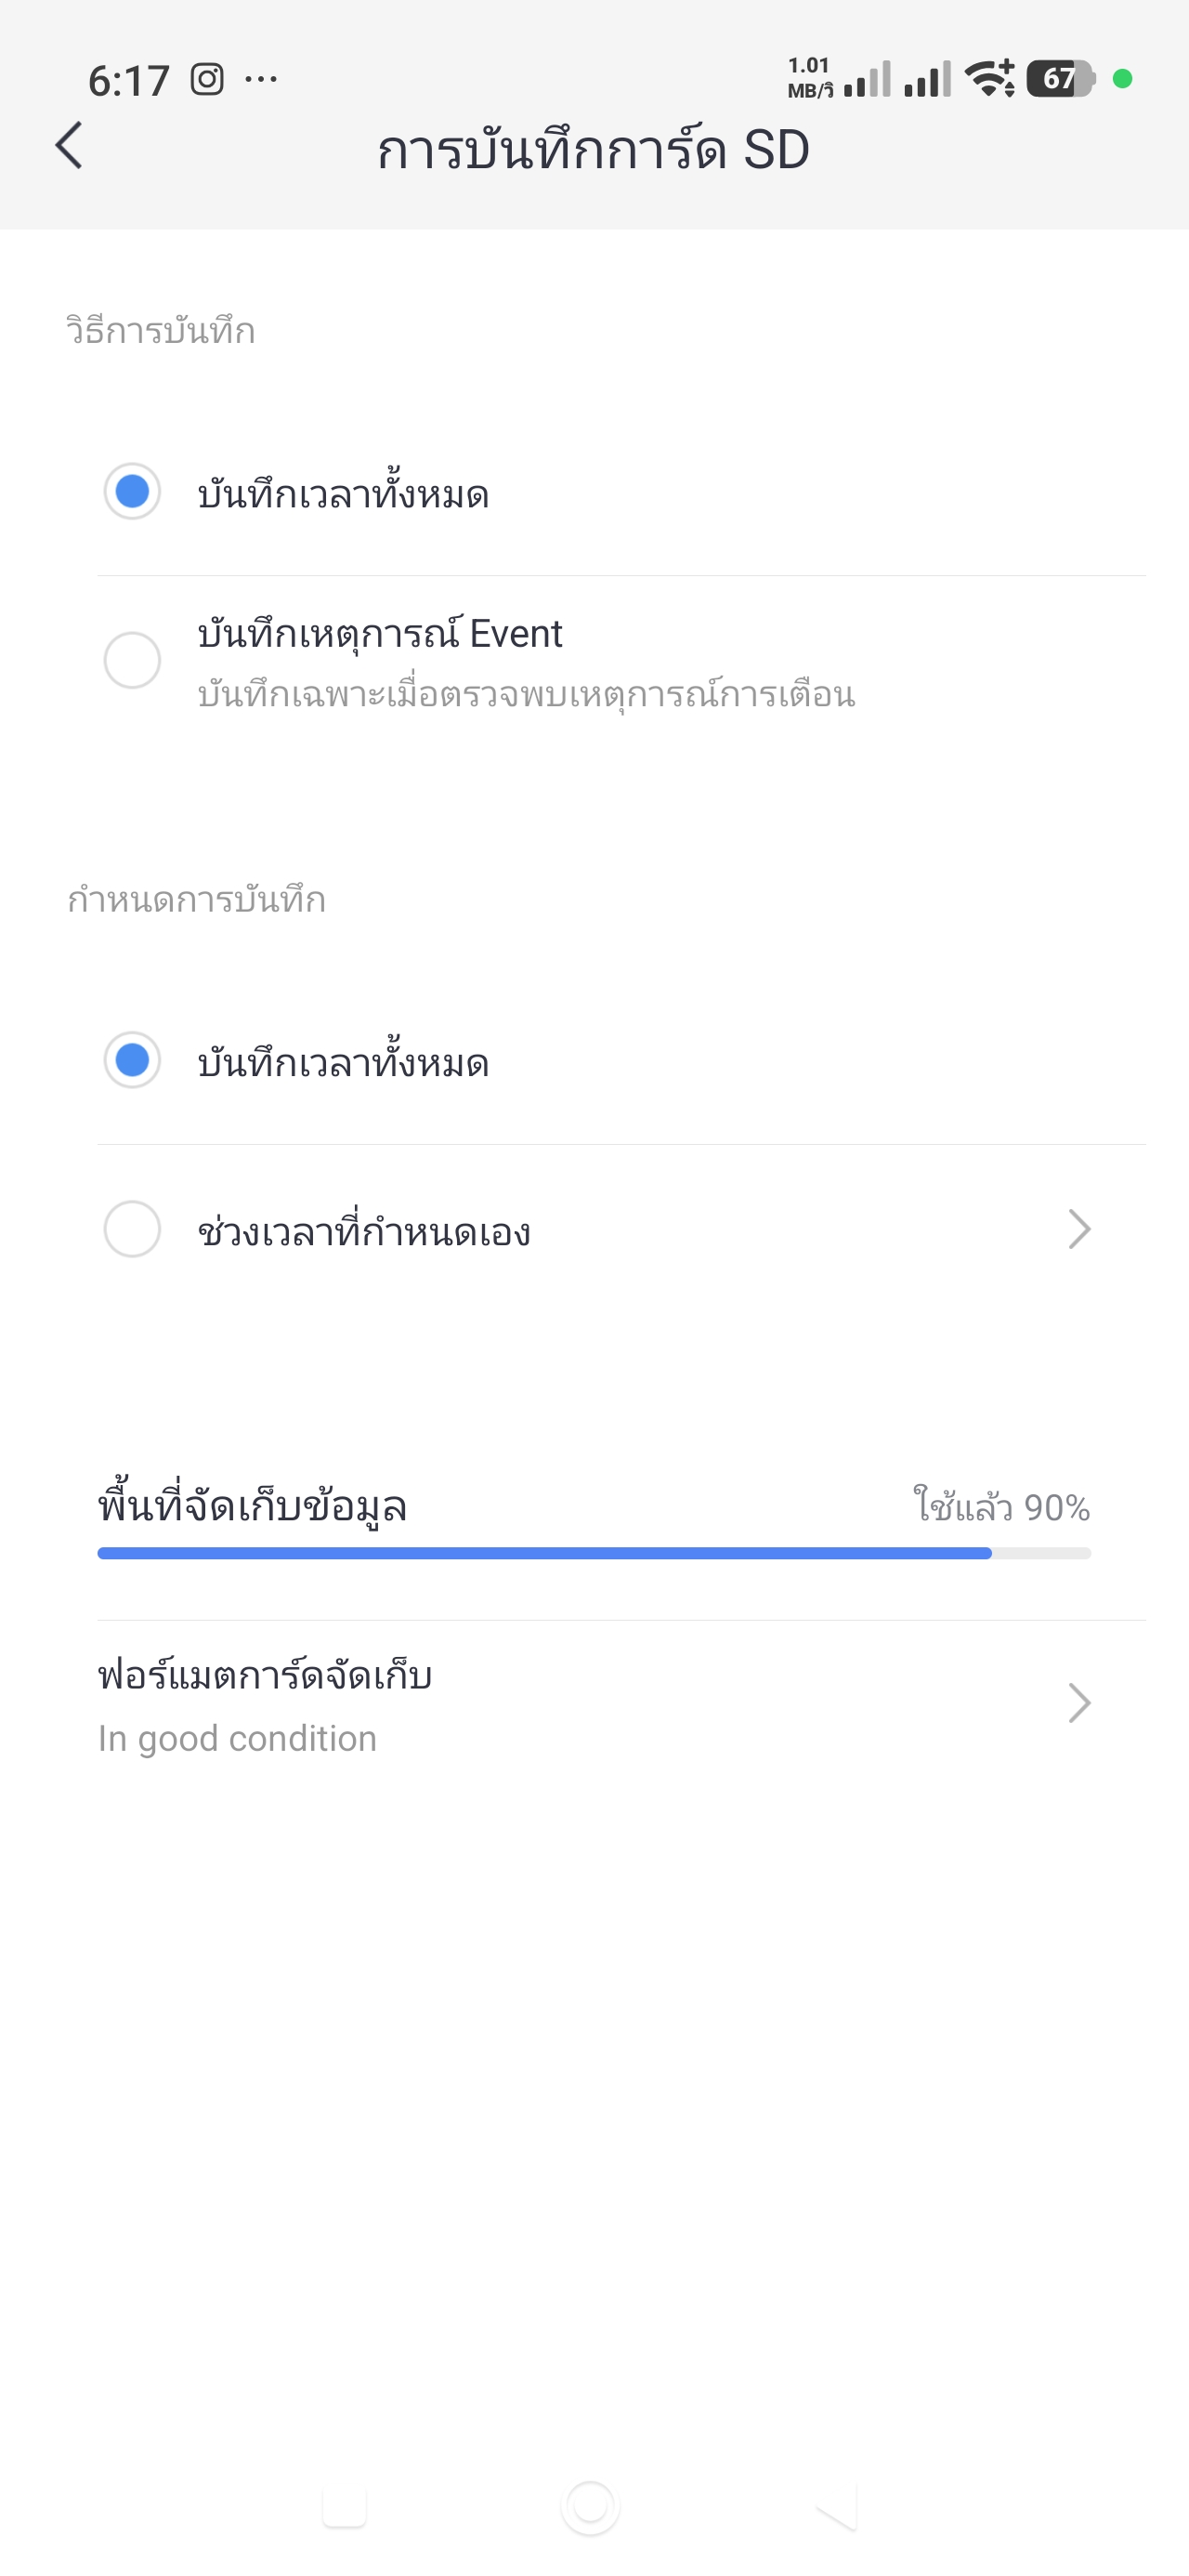 6:17 ... 1.01 MB/วิ 67
การบันทึกการ์ด SD
วิธีการบันทึก
บันทึกเวลาทั้งหมด
บันทึกเหตุการณ์ Event
บันทึกเฉพาะเมื่อตรวจพบเหตุการณ์การเตือน
กำหนดการบันทึก
บันทึกเวลาทั้งหมด
ช่วงเวลาที่กำหนดเอง
พื้นที่จัดเก็บข้อมูล ใช้แล้ว 90%
ฟอร์แมตการ์ดจัดเก็บ
In good condition